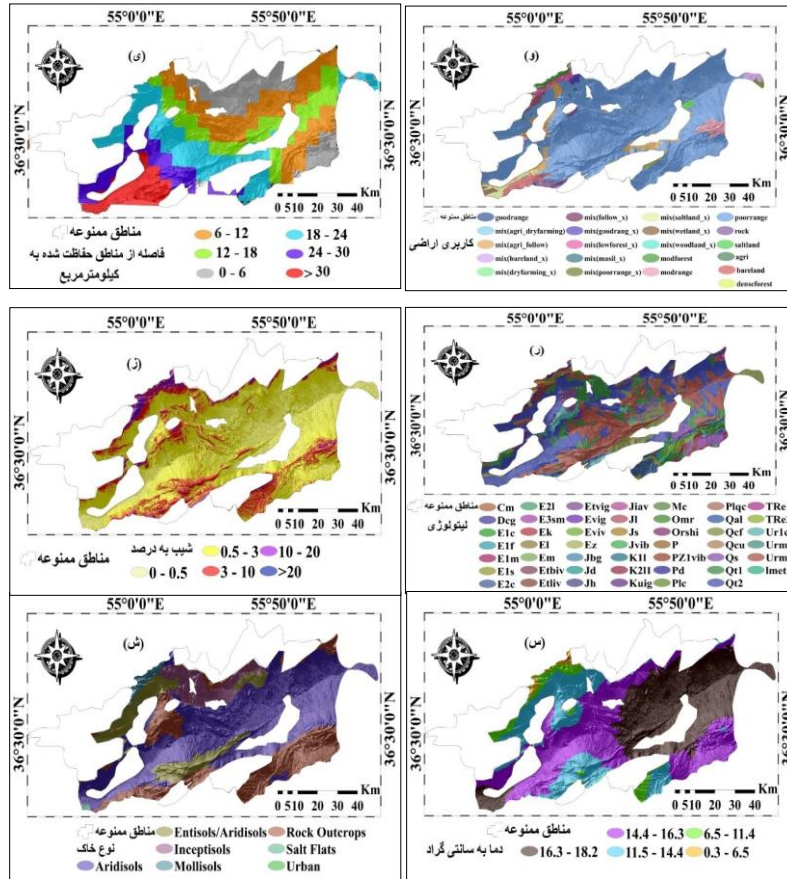 55°0'0"E 55°50'0"E
36°30'0"N
(ی)
Km
0 5 10 20 30 40
مناطق ممنوعه
فاصله از مناطق حفاظت شده به
کیلومترمربع
6 - 12
12 - 18
0 - 6
18 - 24
24 - 30
> 30
55°0'0"E 55°50'0"E
36°30'0"N
(و)
Km
0 5 10 20 30 40
مناطق ممنوعه
کاربری اراضی
goodrange
mix(agri_dryfarming)
mix(agri_follow)
mix(bareland_x)
mix(dryfarming_x)
mix(follow_x)
mix(goodrang_x)
mix(lowforest_x)
mix(masil_x)
mix(poorrange_x)
mix(saltland_x)
mix(wetland_x)
mix(woodland_x)
modforest
modrange
poorrange
rock
saltland
agri
bareland
denseforest
55°0'0"E 55°50'0"E
36°30'0"N
(ز)
Km
0 5 10 20 30 40
مناطق ممنوعه
شیب به درصد
0 - 0.5
0.5 - 3
3 - 10
10 - 20
>20
55°0'0"E 55°50'0"E
36°30'0"N
(ر)
Km
0 5 10 20 30 40
مناطق ممنوعه
لیتولوژی
Cm
Dcg
E1c
E1f
E1m
E1s
E2c
E2l
E3sm
Ek
El
Em
Etbiv
Etliv
Etvig
Evig
Eviv
Ez
Jbg
Jd
Jh
Jiav
Jl
Js
Jvib
K1l
K2l1
Kuig
Mc
Omr
Orshi
P
PZ1vib
Pd
Plc
Plqc
Qal
Qcf
Qcu
Qs
Qt1
Qt2
TRe
Ur1c
Urm
lmet
55°0'0"E 55°50'0"E
36°30'0"N
(ش)
Km
0 5 10 20 30 40
مناطق ممنوعه
نوع خاک
Aridisols
Entisols/Aridisols
Inceptisols
Mollisols
Rock Outcrops
Salt Flats
Urban
55°0'0"E 55°50'0"E
36°30'0"N
(س)
Km
0 5 10 20 30 40
مناطق ممنوعه
دما به سانتی گراد
16.3 - 18.2
14.4 - 16.3
11.5 - 14.4
6.5 - 11.4
0.3 - 6.5